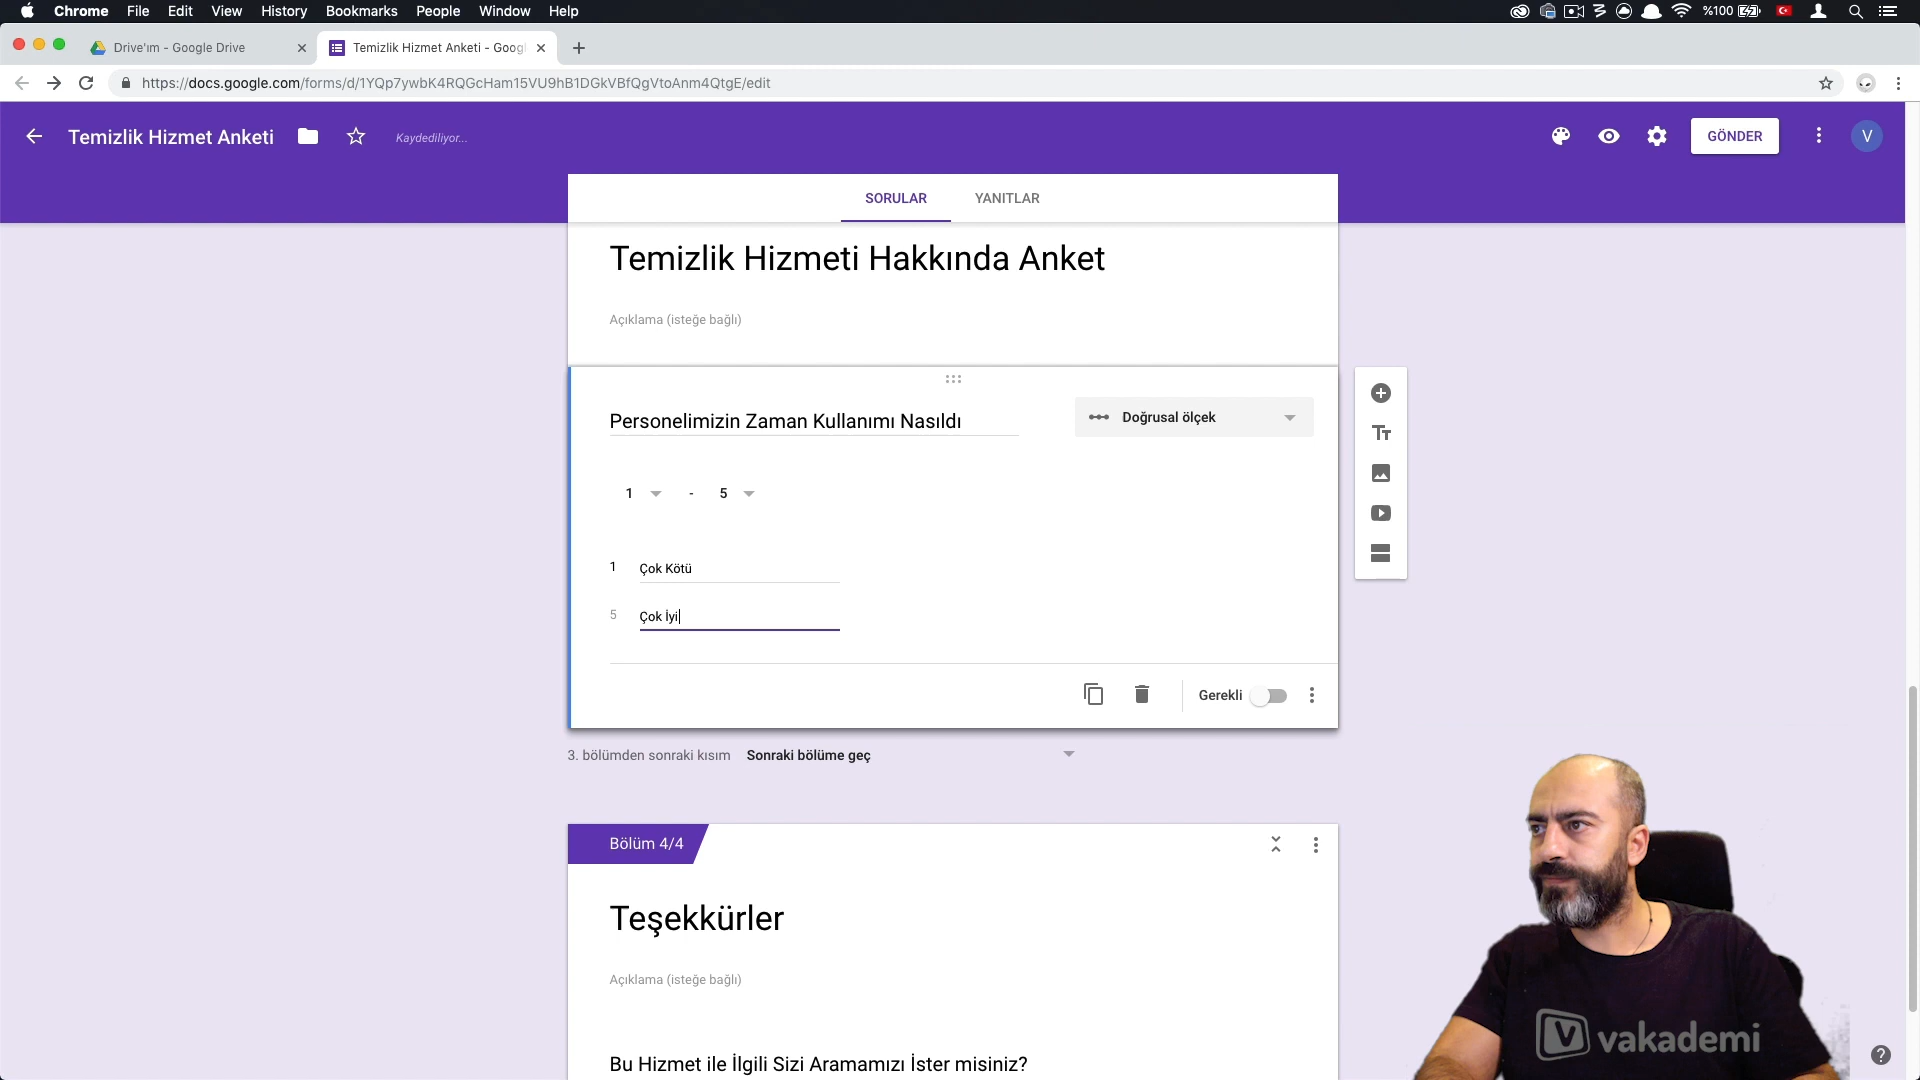 Chrome File Edit View History Bookmarks People Window Help
%100
Drive'ım - Google Drive
Temizlik Hizmet Anketi - Goog
https://docs.google.com/forms/d/1YQp7ywbK4RQGcHam15VU9hB1DGkVBfQgVtoAnm4QtgE/edit
Temizlik Hizmet Anketi
Kaydediliyor...
GÖNDER
V
SORULAR
YANITLAR
Temizlik Hizmeti Hakkında Anket
Açıklama (isteğe bağlı)
Personelimizin Zaman Kullanımı Nasıldı
Doğrusal ölçek
1 - 5
1 Çok Kötü
5 Çok İyi
Gerekli
3. bölümden sonraki kısım Sonraki bölüme geç
Bölüm 4/4
Teşekkürler
Açıklama (isteğe bağlı)
Bu Hizmet ile İlgili Sizi Aramamızı İster misiniz?
vakademi